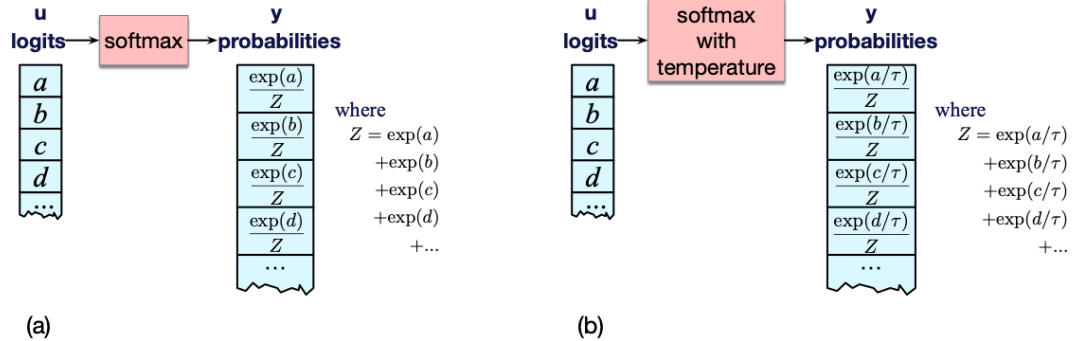 u
logits
softmax
y
probabilities
a
b
c
d
...
exp(a)
Z
exp(b)
Z
exp(c)
Z
exp(d)
Z
...
where
Z = exp(a)
+exp(b)
+exp(c)
+exp(d)
+...
(a)
u
logits
softmax
with
temperature
y
probabilities
a
b
c
d
...
exp(a/τ)
Z
exp(b/τ)
Z
exp(c/τ)
Z
exp(d/τ)
Z
...
where
Z = exp(a/τ)
+exp(b/τ)
+exp(c/τ)
+exp(d/τ)
+...
(b)